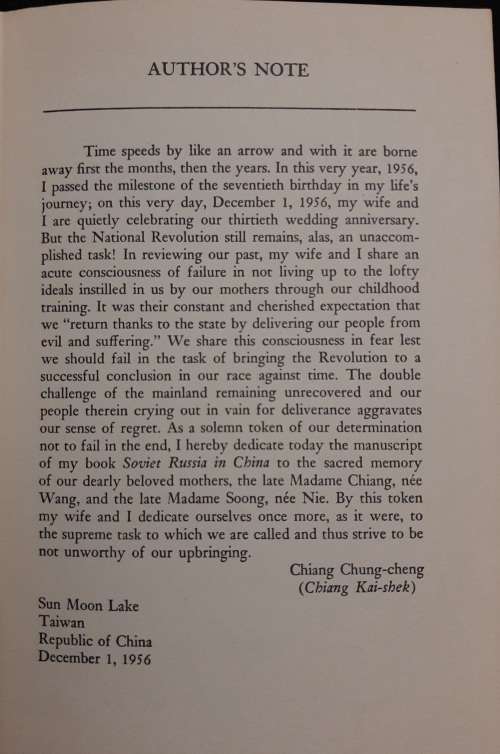 AUTHOR'S NOTE
Time speeds by like an arrow and with it are borne
away first the months, then the years. In this very year, 1956,
I passed the milestone of the seventieth birthday in my life's
journey; on this very day, December 1, 1956, my wife and
I are quietly celebrating our thirtieth wedding anniversary.
But the National Revolution still remains, alas, an unaccom-
plished task! In reviewing our past, my wife and I share an
acute consciousness of failure in not living up to the lofty
ideals instilled in us by our mothers through our childhood
training. It was their constant and cherished expectation that
we “return thanks to the state by delivering our people from
evil and suffering.” We share this consciousness in fear lest
we should fail in the task of bringing the Revolution to a
successful conclusion in our race against time. The double
challenge of the mainland remaining unrecovered and our
people therein crying out in vain for deliverance aggravates
our sense of regret. As a solemn token of our determination
not to fail in the end, I hereby dedicate today the manuscript
of my book Soviet Russia in China to the sacred memory
of our dearly beloved mothers, the late Madame Chiang, née
Wang, and the late Madame Soong, née Nie. By this token
my wife and I dedicate ourselves once more, as it were, to
the supreme task to which we are called and thus strive to be
not unworthy of our upbringing.
Chiang Chung-cheng
(Chiang Kai-shek)
Sun Moon Lake
Taiwan
Republic of China
December 1, 1956